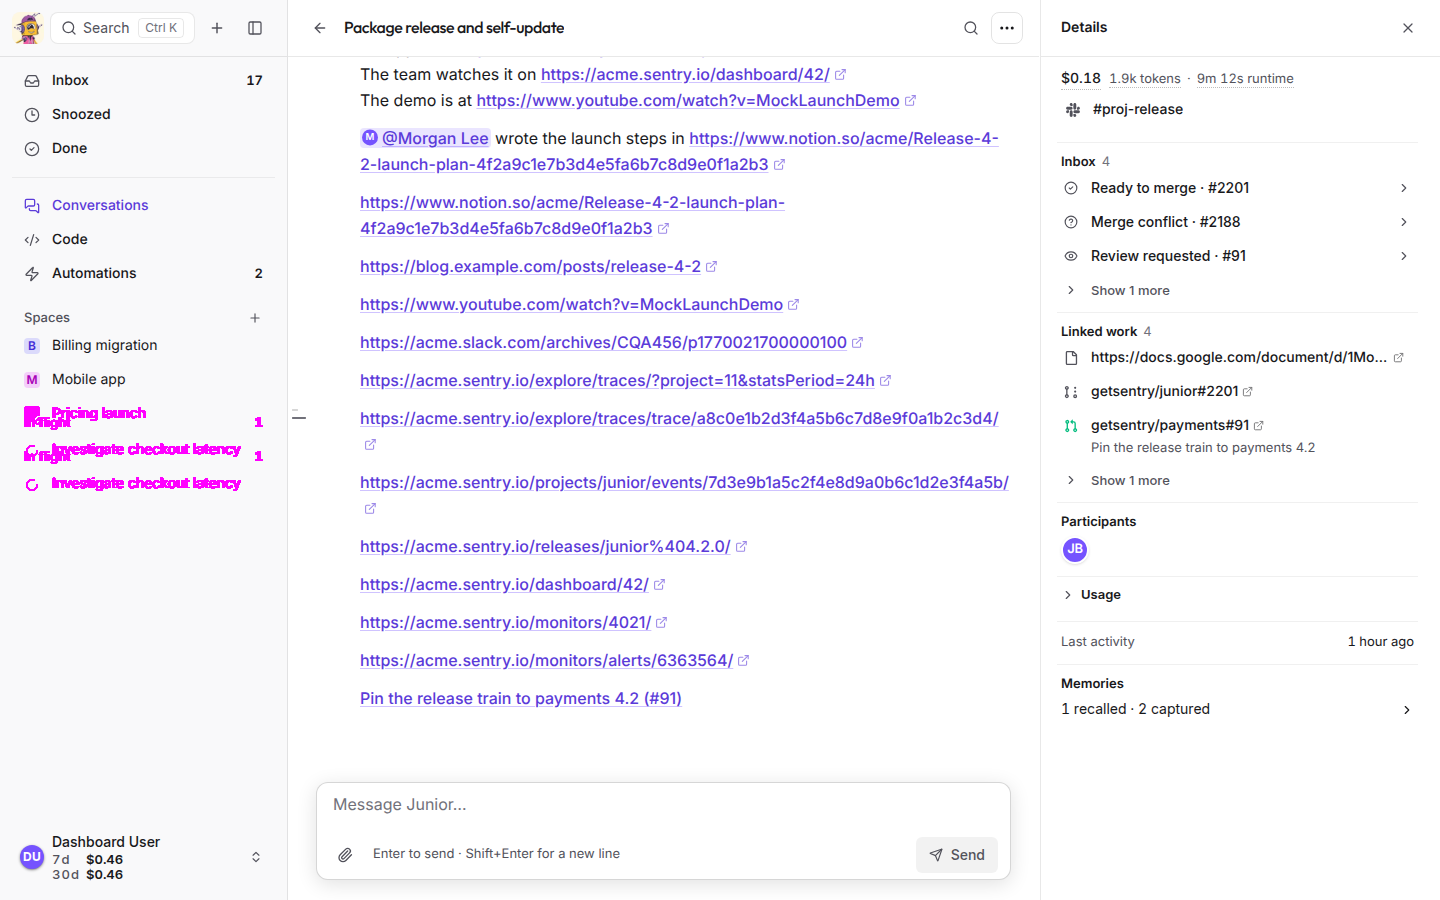 Search Ctrl K
Inbox 17
Snoozed
Done
Conversations
Code
Automations 2
Spaces
B Billing migration
M Mobile app
Pricing launch
In flight 1
Investigate checkout latency
In flight 1
Investigate checkout latency
DU Dashboard User
7d $0.46
30d $0.46
Package release and self-update
The team watches it on https://acme.sentry.io/dashboard/42/
The demo is at https://www.youtube.com/watch?v=MockLaunchDemo
M @Morgan Lee wrote the launch steps in https://www.notion.so/acme/Release-4-
2-launch-plan-4f2a9c1e7b3d4e5fa6b7c8d9e0f1a2b3
https://www.notion.so/acme/Release-4-2-launch-plan-
4f2a9c1e7b3d4e5fa6b7c8d9e0f1a2b3
https://blog.example.com/posts/release-4-2
https://www.youtube.com/watch?v=MockLaunchDemo
https://acme.slack.com/archives/CQA456/p1770021700000100
https://acme.sentry.io/explore/traces/?project=11&statsPeriod=24h
https://acme.sentry.io/explore/traces/trace/a8c0e1b2d3f4a5b6c7d8e9f0a1b2c3d4/
https://acme.sentry.io/projects/junior/events/7d3e9b1a5c2f4e8d9a0b6c1d2e3f4a5b/
https://acme.sentry.io/releases/junior%404.2.0/
https://acme.sentry.io/dashboard/42/
https://acme.sentry.io/monitors/4021/
https://acme.sentry.io/monitors/alerts/6363564/
Pin the release train to payments 4.2 (#91)
Message Junior...
Enter to send · Shift+Enter for a new line
Send
Details
$0.18 1.9k tokens · 9m 12s runtime
#proj-release
Inbox 4
Ready to merge · #2201
Merge conflict · #2188
Review requested · #91
Show 1 more
Linked work 4
https://docs.google.com/document/d/1Mo...
getsentry/junior#2201
getsentry/payments#91
Pin the release train to payments 4.2
Show 1 more
Participants
JB
Usage
Last activity 1 hour ago
Memories
1 recalled · 2 captured